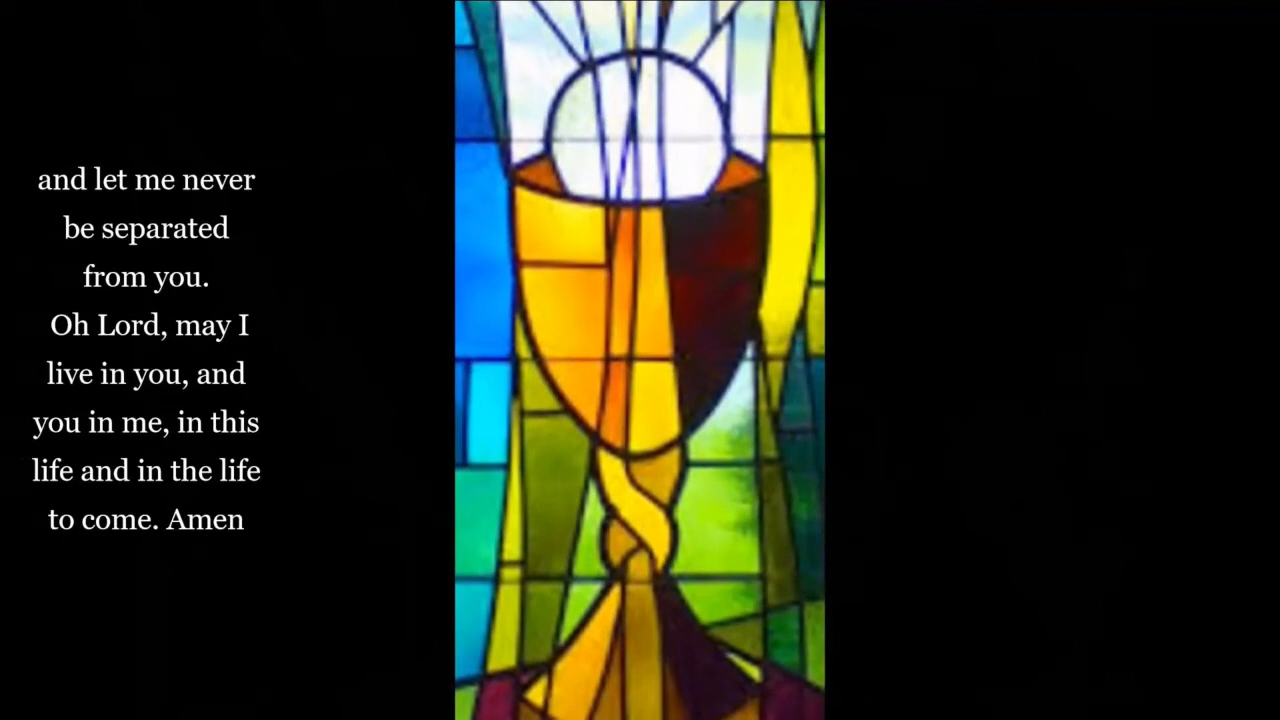 and let me never
be separated
from you.
Oh Lord, may I
live in you, and
you in me, in this
life and in the life
to come. Amen